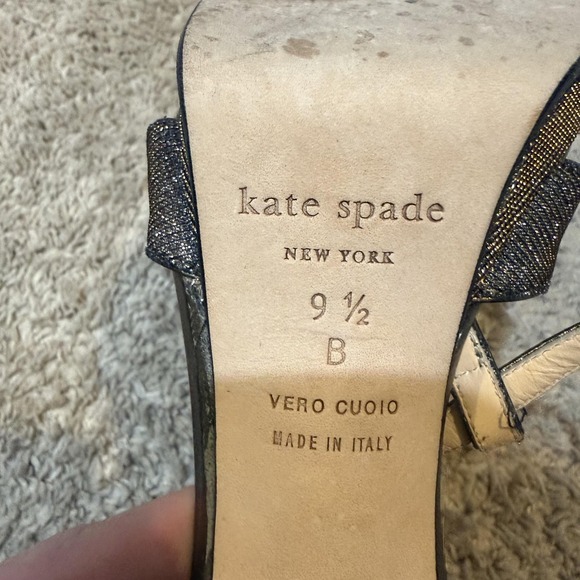 kate spade
NEW YORK
9 ½
B
VERO CUOIO
MADE IN ITALY